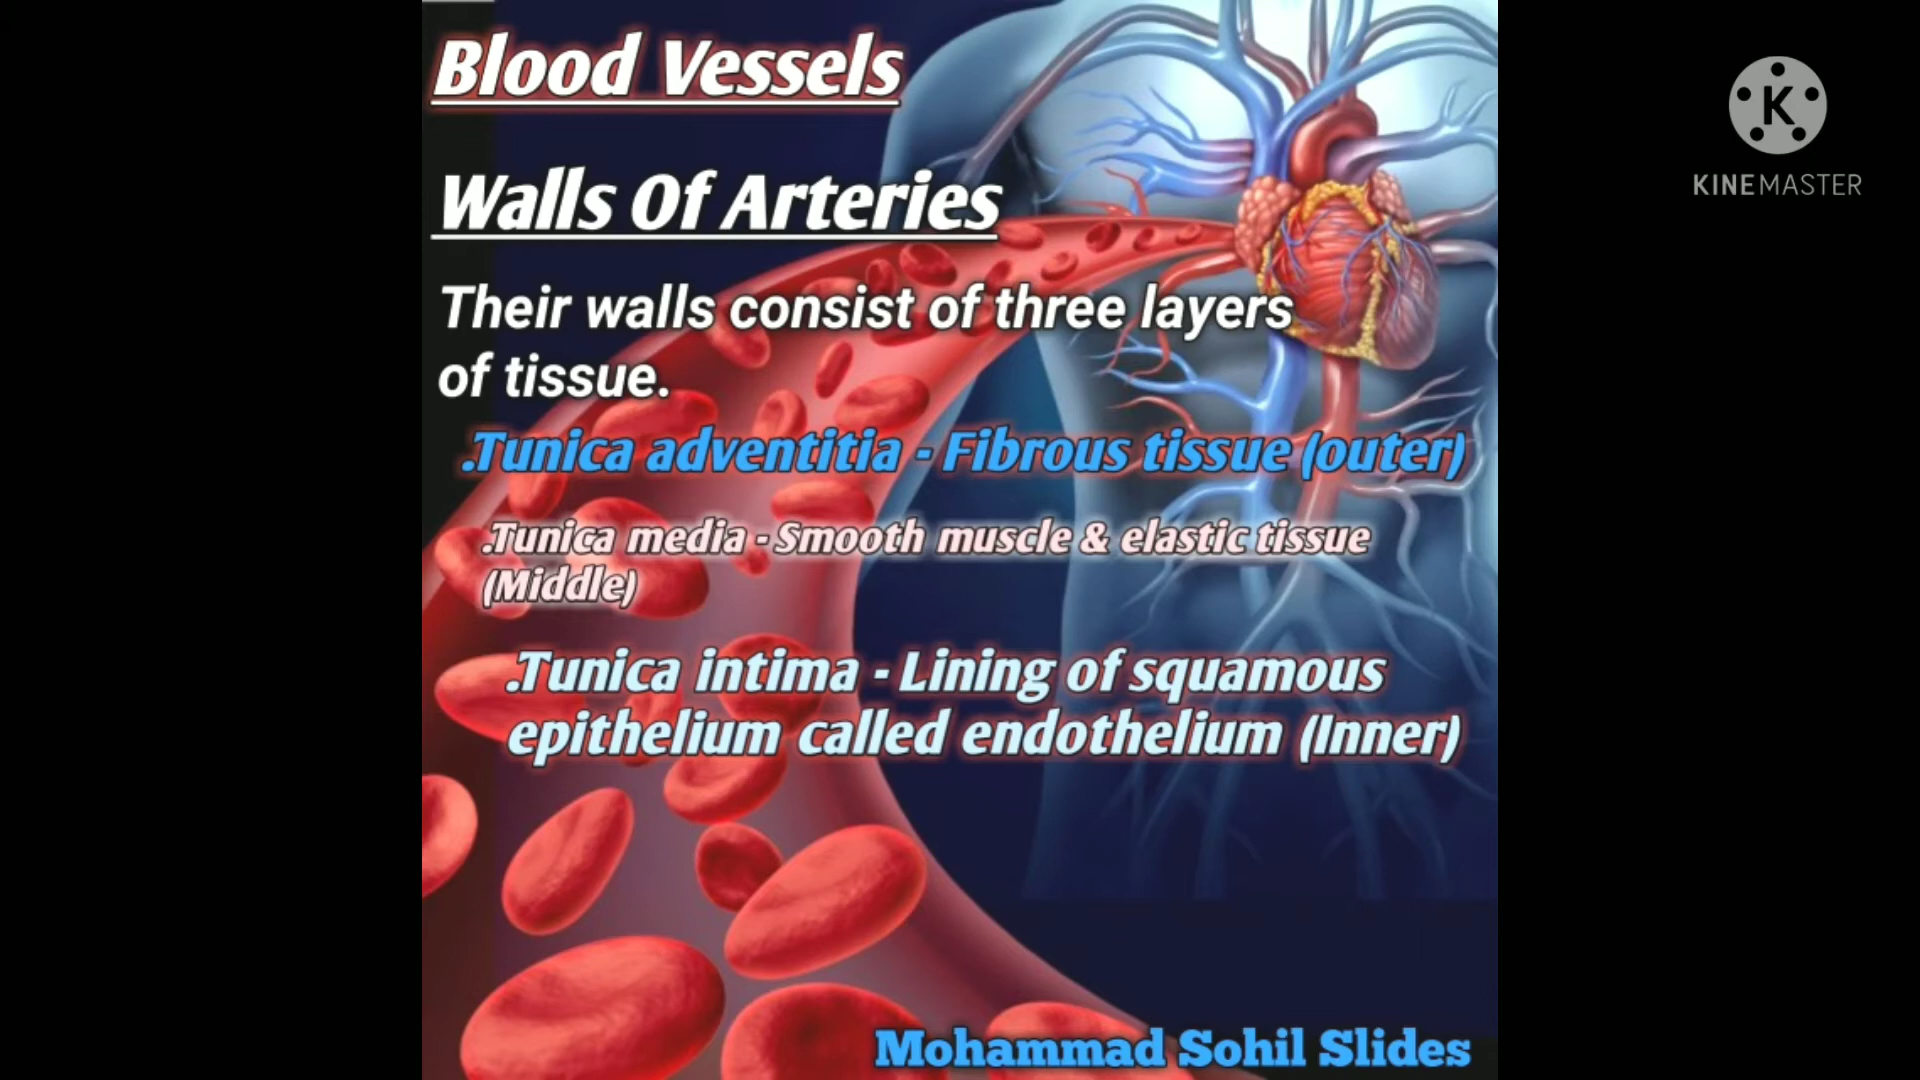 Blood Vessels
Walls Of Arteries
Their walls consist of three layers
of tissue.
.Tunica adventitia - Fibrous tissue (outer)
.Tunica media - Smooth muscle & elastic tissue
(Middle)
.Tunica intima - Lining of squamous
epithelium called endothelium (Inner)
Mohammad Sohil Slides
K
KINEMASTER